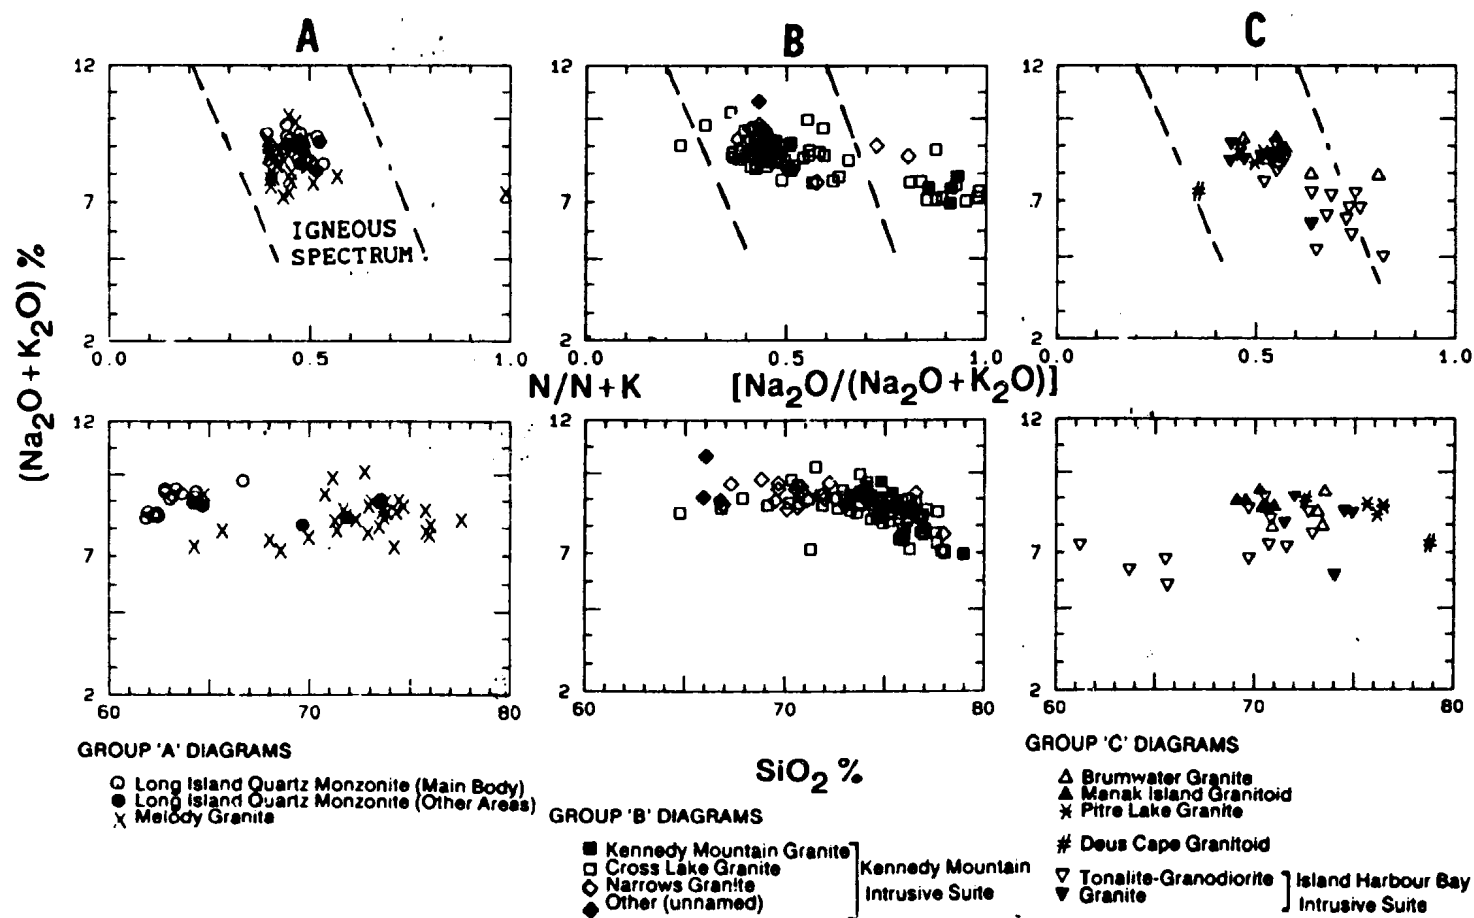 A
B
C
(Na2O + K2O) %
12
7
2
0.0
0.5
1.0
IGNEOUS
SPECTRUM
12
7
2
0.0
0.5
1.0
12
7
2
0.0
0.5
1.0
N/N+K [Na2O/(Na2O+K2O)]
12
7
2
60
70
80
12
7
2
60
70
80
12
7
2
60
70
80
SiO2 %
GROUP 'A' DIAGRAMS
Long Island Quartz Monzonite (Main Body)
Long Island Quartz Monzonite (Other Areas)
Melody Granite
GROUP 'B' DIAGRAMS
Kennedy Mountain Granite
Cross Lake Granite
Narrows Granite
Other (unnamed)
Kennedy Mountain
Intrusive Suite
GROUP 'C' DIAGRAMS
Brumwater Granite
Manak Island Granitoid
Pitre Lake Granite
# Deus Cape Granitoid
Tonalite-Granodiorite
Granite
Island Harbour Bay
Intrusive Suite